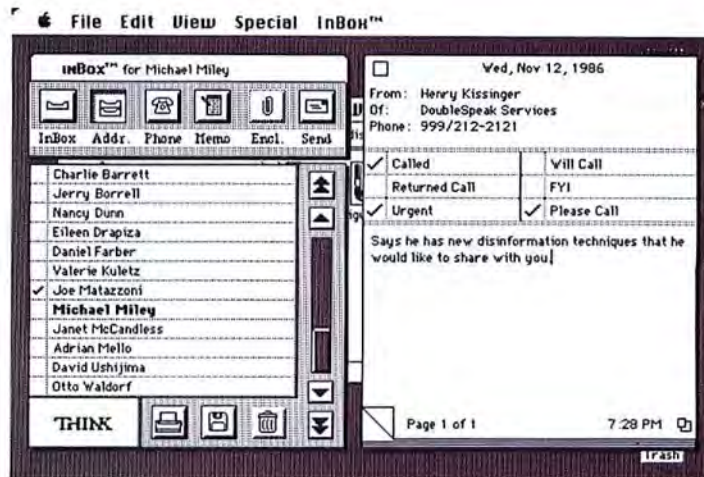 File Edit View Special InBox™
INBOX™ for Michael Miley
InBox Addr. Phone Memo Encl. Send
Charlie Barrett
Jerry Borrell
Nancy Dunn
Eileen Drapiza
Daniel Farber
Valerie Kuletz
Joe Matazzoni
Michael Miley
Janet McCandless
Adrian Mello
David Ushijima
Otto Waldorf
THINK
Wed, Nov 12, 1986
From: Henry Kissinger
Of: DoubleSpeak Services
Phone: 999/212-2121
✓ Called Will Call
Returned Call FYI
✓ Urgent ✓ Please Call
Says he has new disinformation techniques that he
would like to share with you.
Page 1 of 1 7:28 PM
Trash